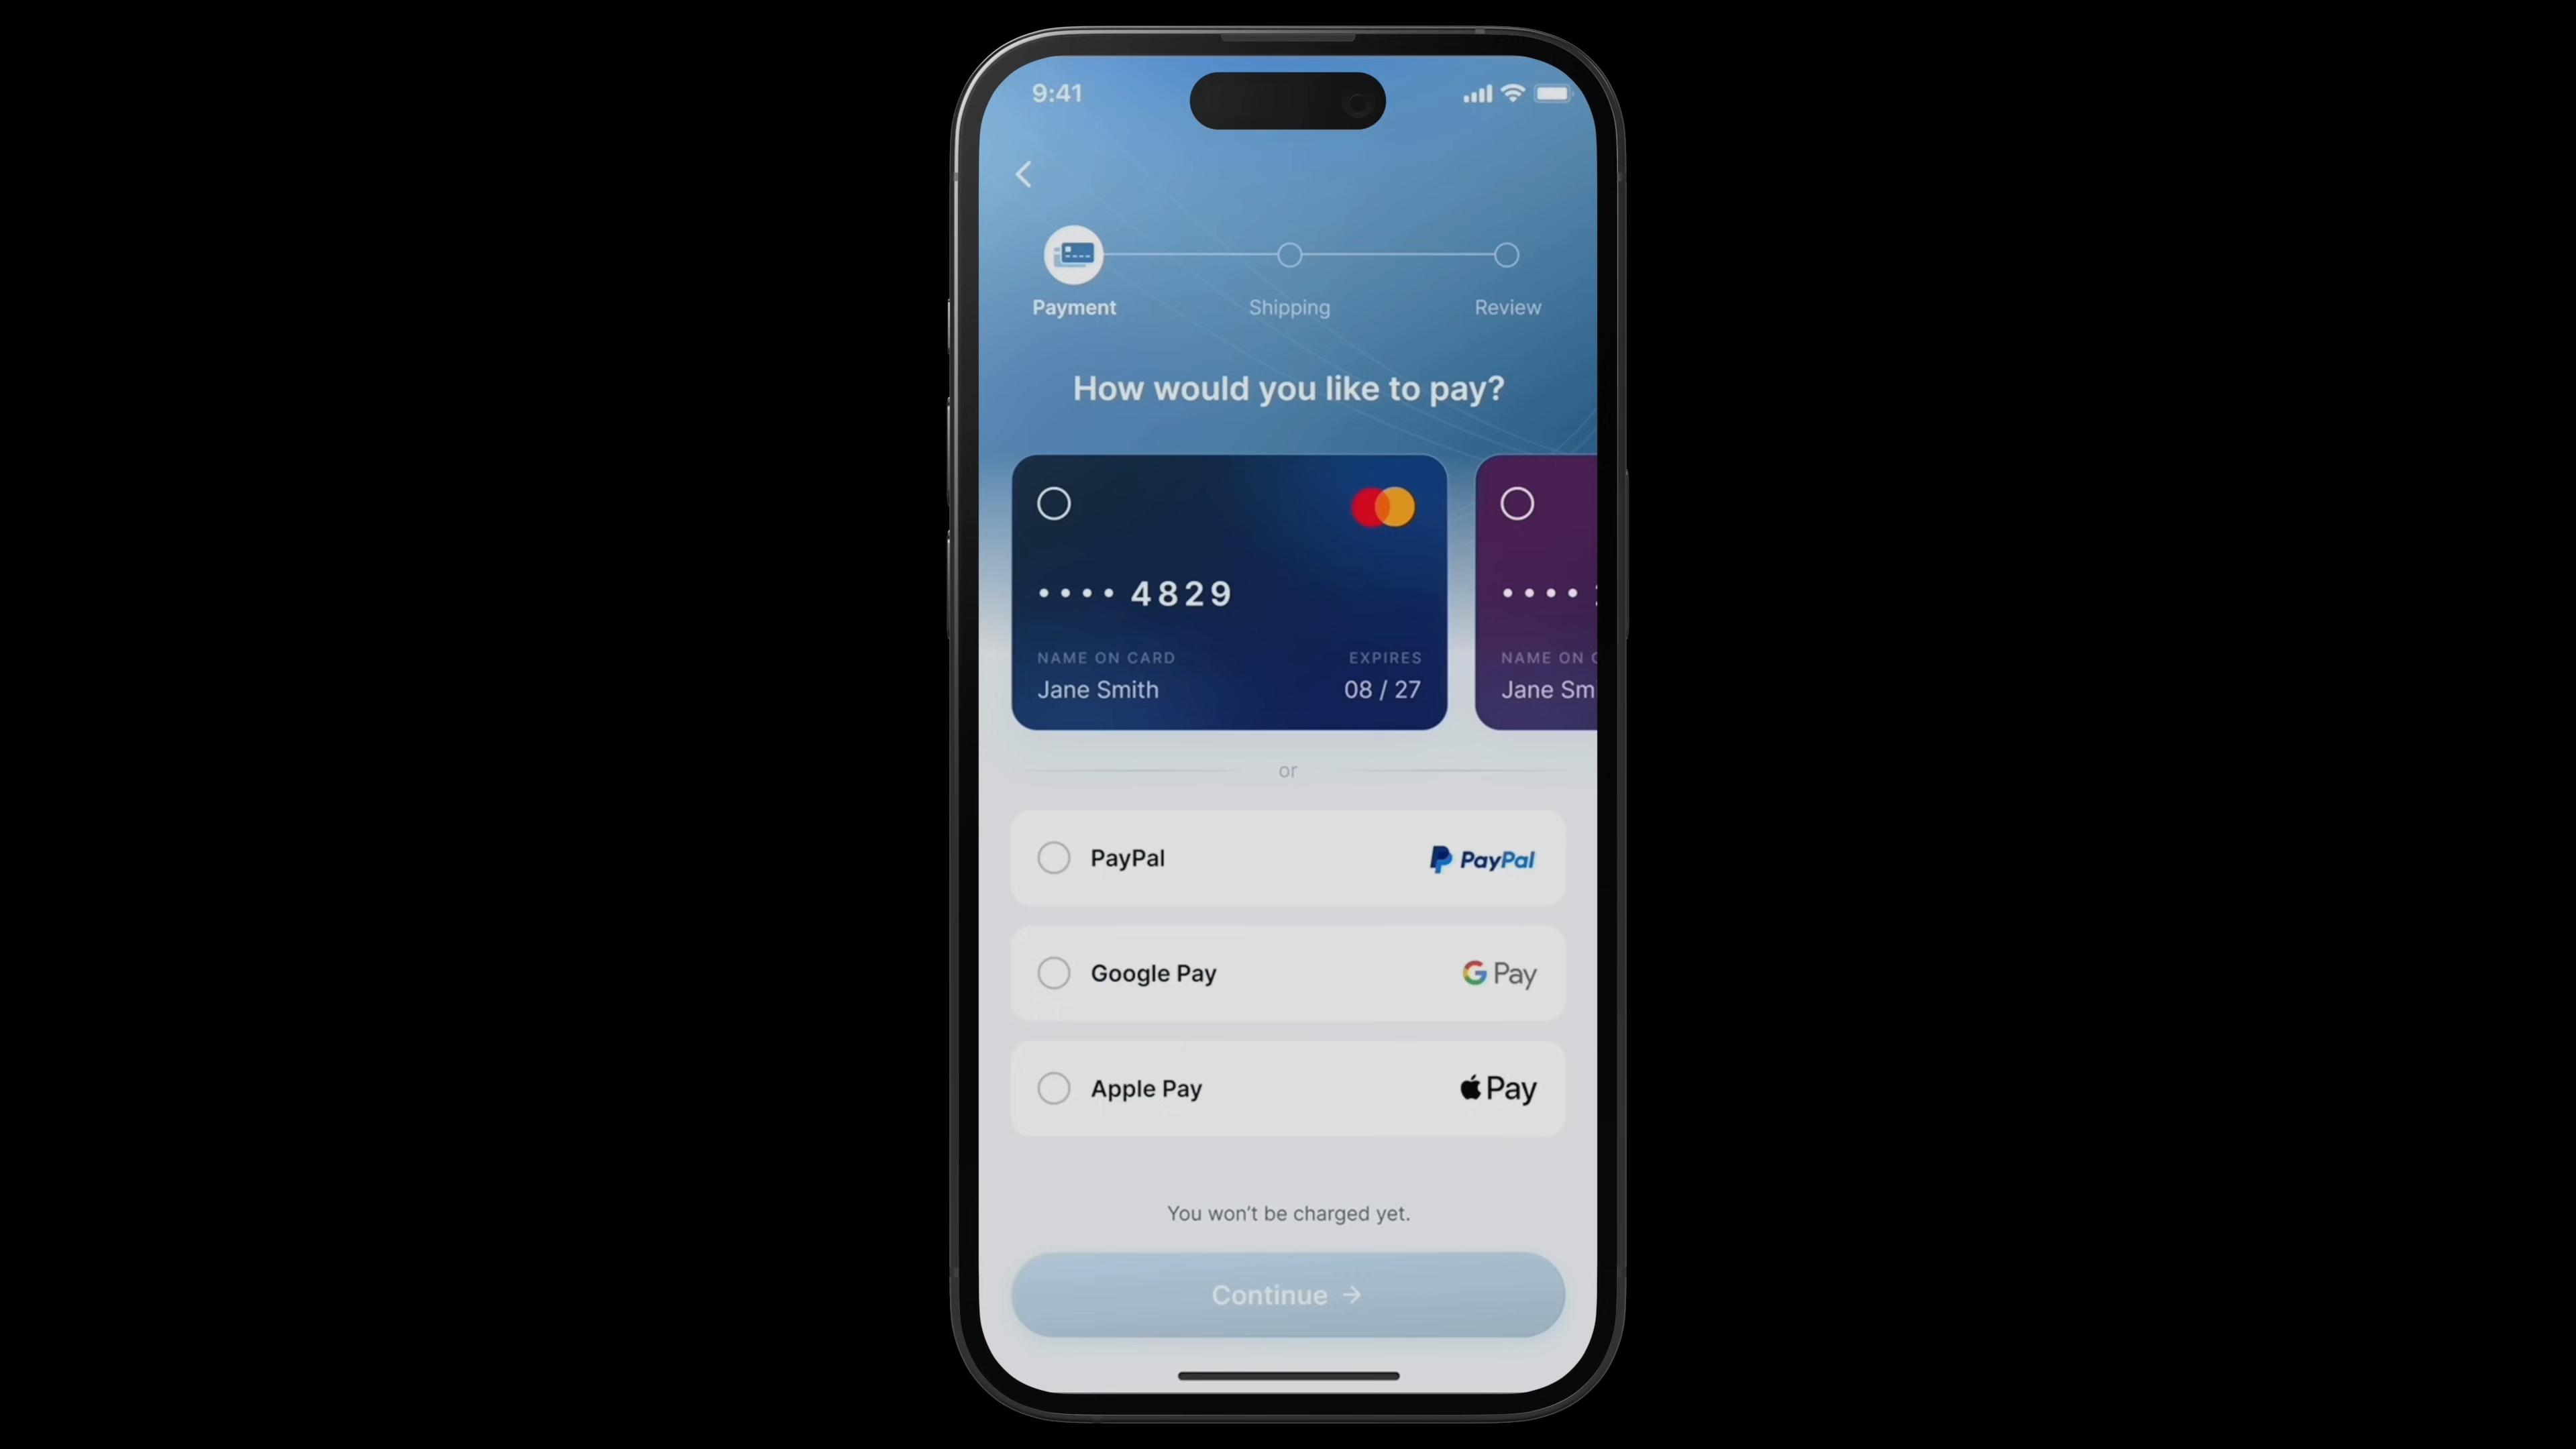 9:41
Payment
Shipping
Review
How would you like to pay?
•••• 4829
NAME ON CARD
EXPIRES
Jane Smith
08 / 27
••••
NAME ON
Jane Sm
or
PayPal
PayPal
Google Pay
G Pay
Apple Pay
Pay
You won’t be charged yet.
Continue →